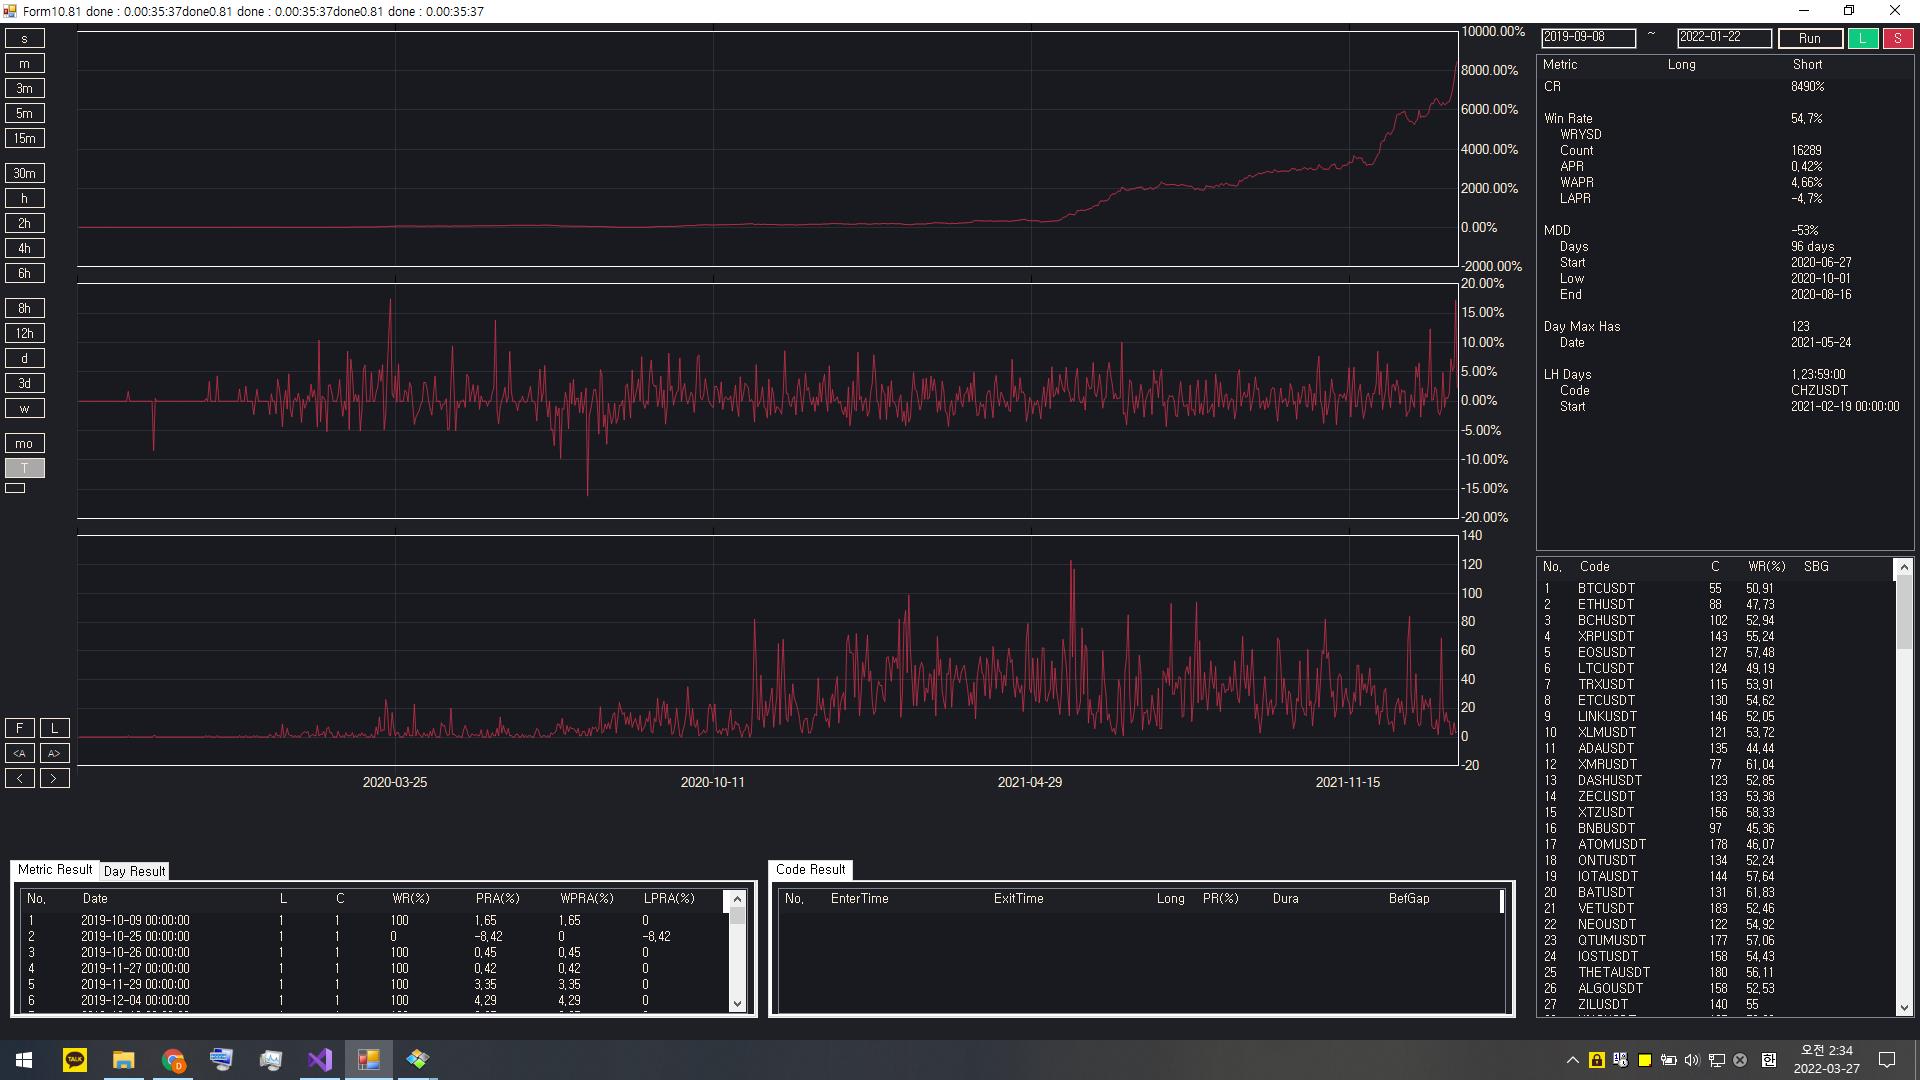 Form10.81 done : 0.00:35:37done0.81 done : 0.00:35:37done0.81 done : 0.00:35:37
s
m
3m
5m
15m
30m
h
2h
4h
6h
8h
12h
d
3d
w
mo
T
F L
<A A>
< >
10000.00%
8000.00%
6000.00%
4000.00%
2000.00%
0.00%
-2000.00%
20.00%
15.00%
10.00%
5.00%
0.00%
-5.00%
-10.00%
-15.00%
-20.00%
140
120
100
80
60
40
20
0
-20
2020-03-25 2020-10-11 2021-04-29 2021-11-15
2019-09-08 ~ 2022-01-22 Run L S
Metric Long Short
CR 8490%
Win Rate 54,7%
WRYSD
Count 16289
APR 0,42%
WAPR 4,66%
LAPR -4,7%
MDD -53%
Days 96 days
Start 2020-06-27
Low 2020-10-01
End 2020-08-16
Day Max Has 123
Date 2021-05-24
LH Days 1,23:59:00
Code CHZUSDT
Start 2021-02-19 00:00:00
No, Code C WR(%) SBG
1 BTCUSDT 55 50,91
2 ETHUSDT 88 47,73
3 BCHUSDT 102 52,94
4 XRPUSDT 143 55,24
5 EOSUSDT 127 57,48
6 LTCUSDT 124 49,19
7 TRXUSDT 115 53,91
8 ETCUSDT 130 54,62
9 LINKUSDT 146 52,05
10 XLMUSDT 121 53,72
11 ADAUSDT 135 44,44
12 XMRUSDT 77 61,04
13 DASHUSDT 123 52,85
14 ZECUSDT 133 53,38
15 XTZUSDT 156 58,33
16 BNBUSDT 97 45,36
17 ATOMUSDT 178 46,07
18 ONTUSDT 134 52,24
19 IOTAUSDT 144 57,64
20 BATUSDT 131 61,83
21 VETUSDT 183 52,46
22 NEOUSDT 122 54,92
23 QTUMUSDT 177 57,06
24 IOSTUSDT 158 54,43
25 THETAUSDT 180 56,11
26 ALGOUSDT 158 52,53
27 ZILUSDT 140 55
Metric Result Day Result
No, Date L C WR(%) PRA(%) WPRA(%) LPRA(%)
1 2019-10-09 00:00:00 1 1 100 1,65 1,65 0
2 2019-10-25 00:00:00 1 1 0 -8,42 0 -8,42
3 2019-10-26 00:00:00 1 1 100 0,45 0,45 0
4 2019-11-27 00:00:00 1 1 100 0,42 0,42 0
5 2019-11-29 00:00:00 1 1 100 3,35 3,35 0
6 2019-12-04 00:00:00 1 1 100 4,29 4,29 0
Code Result
No, EnterTime ExitTime Long PR(%) Dura BefGap
TALK
오전 2:34
2022-03-27